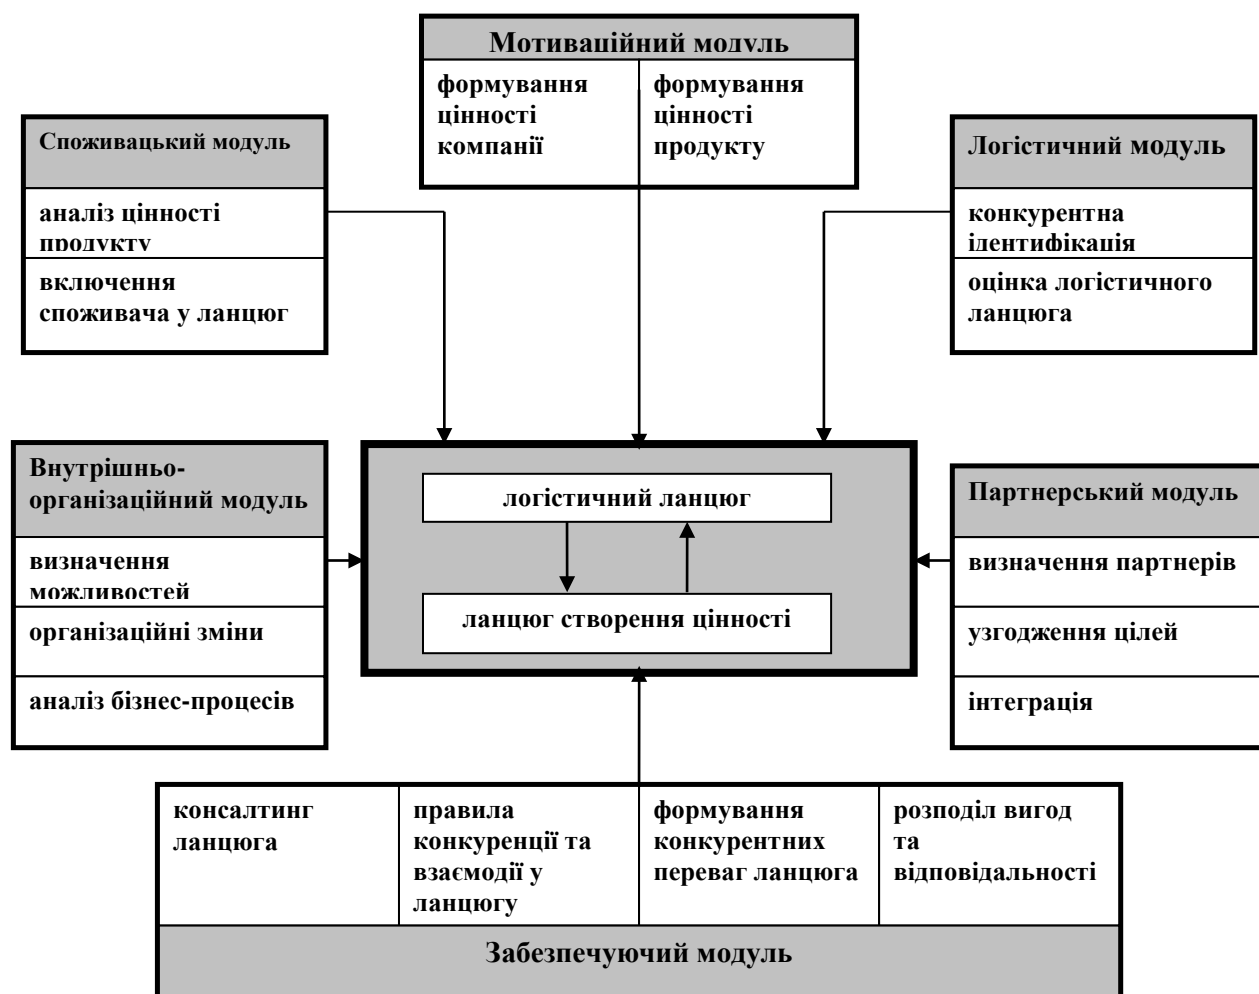 Мотиваційний модуль
формування
цінності
компанії
формування
цінності
продукту
Споживацький модуль
аналіз цінності
продукту
включення
споживача у ланцюг
Логістичний модуль
конкурентна
ідентифікація
оцінка логістичного
ланцюга
Внутрішньо-
організаційний модуль
визначення
можливостей
організаційні зміни
аналіз бізнес-процесів
логістичний ланцюг
ланцюг створення цінності
Партнерський модуль
визначення партнерів
узгодження цілей
інтеграція
консалтинг
ланцюга
правила
конкуренції та
взаємодії у
ланцюгу
формування
конкурентних
переваг ланцюга
розподіл вигод
та
відповідальності
Забезпечуючий модуль